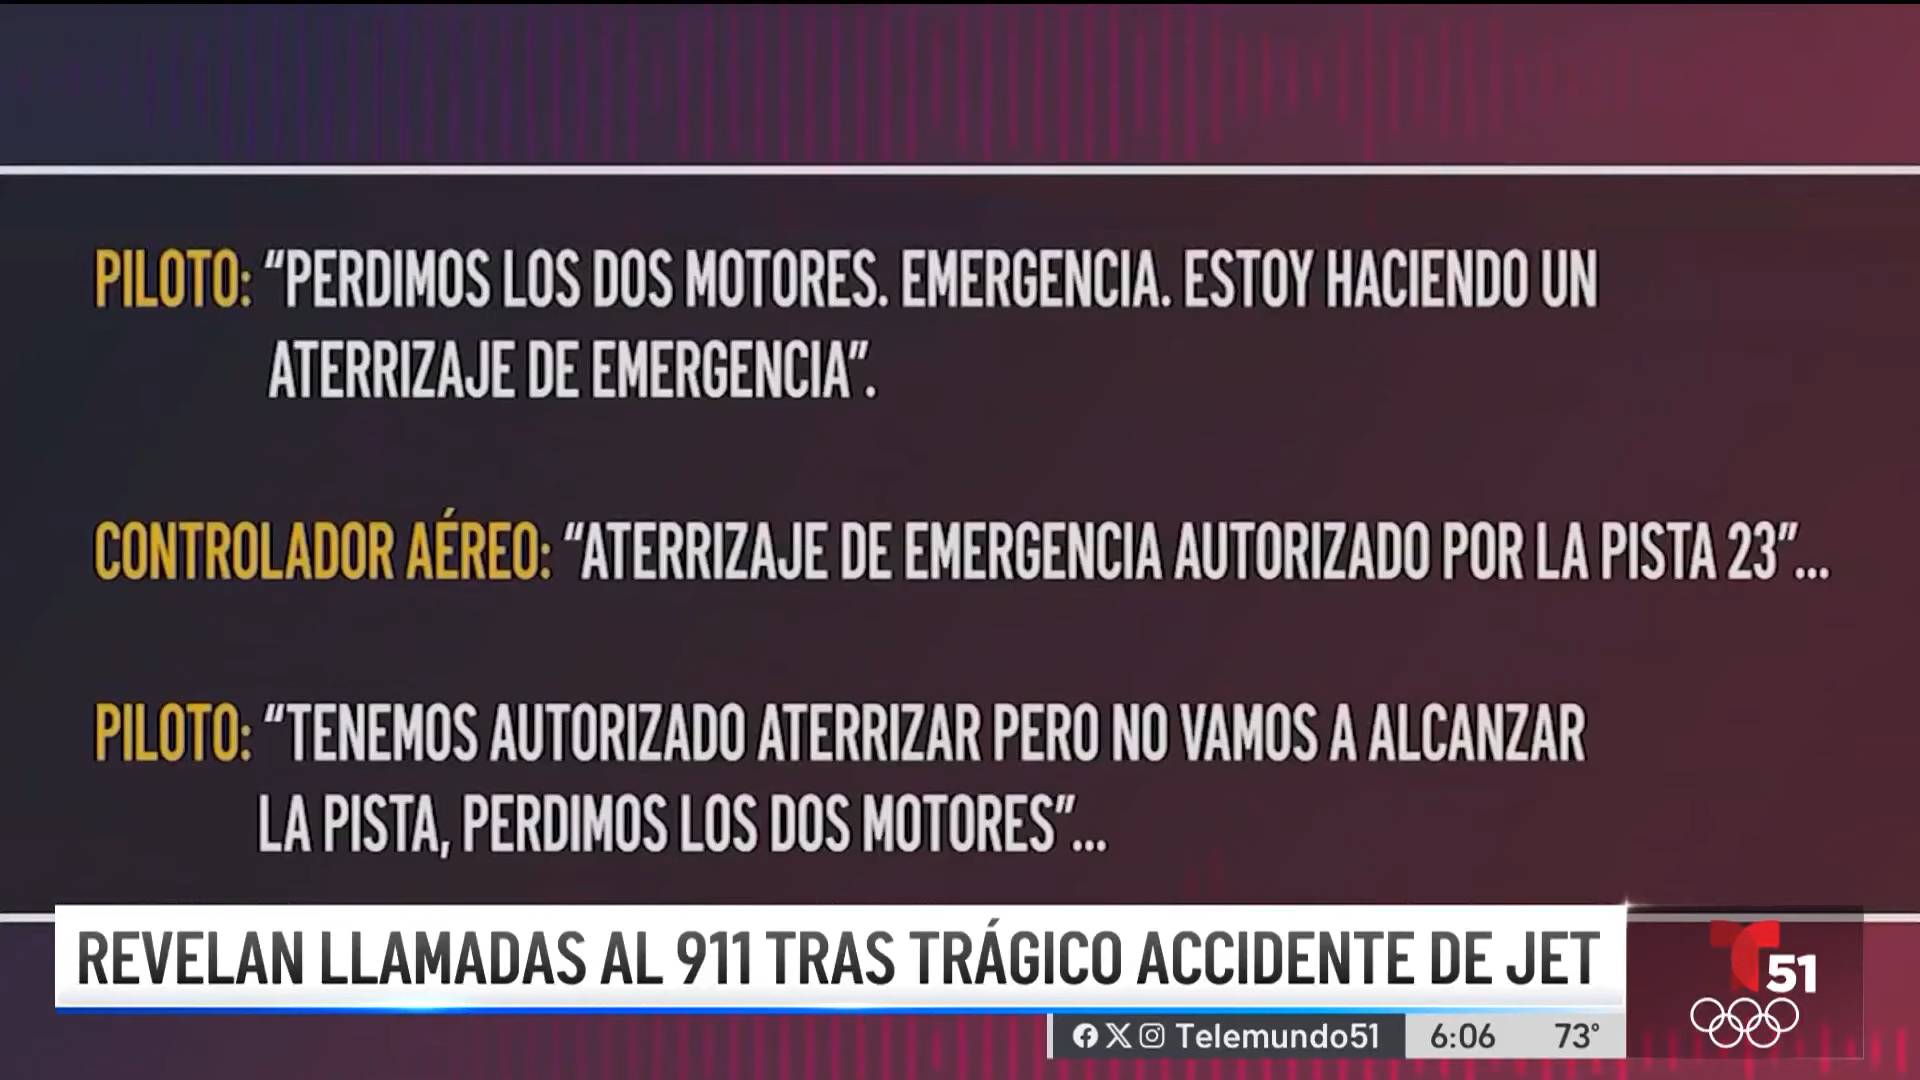 PILOTO: “PERDIMOS LOS DOS MOTORES. EMERGENCIA. ESTOY HACIENDO UN
ATERRIZAJE DE EMERGENCIA”.
CONTROLADOR AÉREO: “ATERRIZAJE DE EMERGENCIA AUTORIZADO POR LA PISTA 23”...
PILOTO: “TENEMOS AUTORIZADO ATERRIZAR PERO NO VAMOS A ALCANZAR
LA PISTA, PERDIMOS LOS DOS MOTORES”...
REVELAN LLAMADAS AL 911 TRAS TRÁGICO ACCIDENTE DE JET
51
Telemundo51 6:06 73°